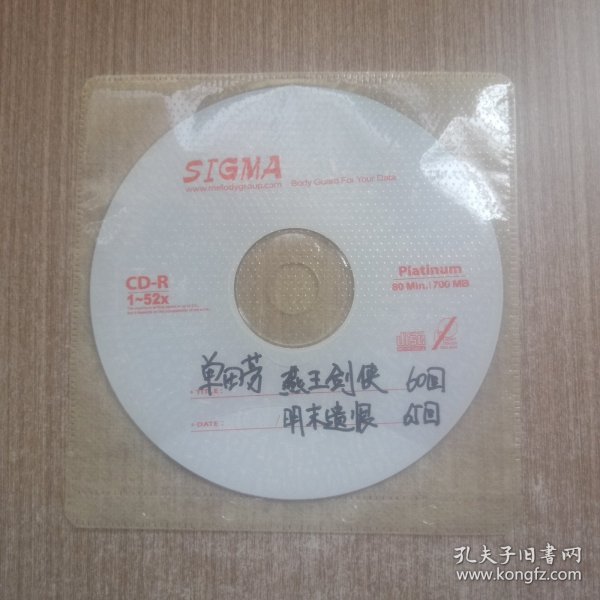 SIGMA
www.melodygroup.com Body Guard For Your Data
CD-R
1~52x
Platinum
80 Min. | 700 MB
单田芳 燕王剑侠 60回
TITLE :
明末遗恨 65回
DATE :
孔夫子旧书网
www.kongfz.com